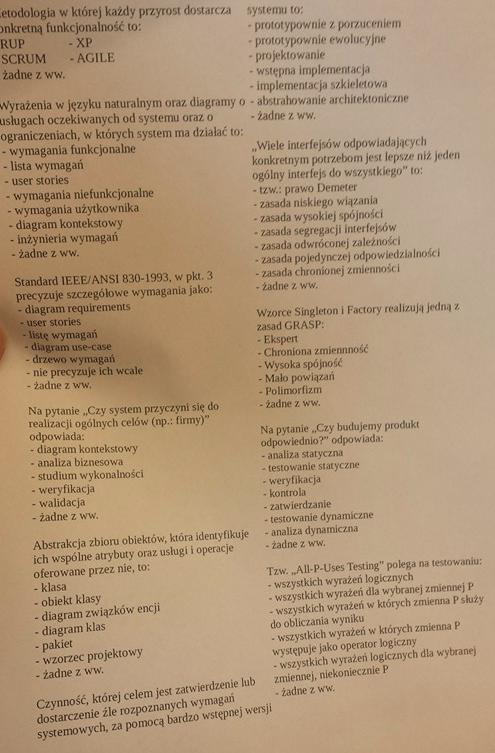 etodologia w której każdy przyrost dostarcza
onkretną funkcjonalność to:
RUP - XP
SCRUM - AGILE
żadne z ww.
Wyrażenia w języku naturalnym oraz diagramy o
usługach oczekiwanych od systemu oraz o
ograniczeniach, w których system ma działać to:
- wymagania funkcjonalne
- lista wymagań
- user stories
- wymagania niefunkcjonalne
- wymagania użytkownika
- diagram kontekstowy
- inżynieria wymagań
- żadne z ww.
Standard IEEE/ANSI 830-1993, w pkt. 3
precyzuje szczegółowe wymagania jako:
- diagram requirements
- user stories
- listę wymagań
- diagram use-case
- drzewo wymagań
- nie precyzuje ich wcale
- żadne z ww.
Na pytanie „Czy system przyczyni się do
realizacji ogólnych celów (np.: firmy)”
odpowiada:
- diagram kontekstowy
- analiza biznesowa
- studium wykonalności
- weryfikacja
- walidacja
- żadne z ww.
Abstrakcja zbioru obiektów, która identyfikuje
ich wspólne atrybuty oraz usługi i operacje
oferowane przez nie, to:
- klasa
- obiekt klasy
- diagram związków encji
- diagram klas
- pakiet
- wzorzec projektowy
- żadne z ww.
Czynność, której celem jest zatwierdzenie lub
dostarczenie źle rozpoznanych wymagań
systemowych, za pomocą bardzo wstępnej wersji
systemu to:
- prototypownie z porzuceniem
- prototypownie ewolucyjne
- projektowanie
- wstępna implementacja
- implementacja szkieletowa
- abstrahowanie architektoniczne
- żadne z ww.
„Wiele interfejsów odpowiadających
konkretnym potrzebom jest lepsze niż jeden
ogólny interfejs do wszystkiego” to:
- tzw.: prawo Demeter
- zasada niskiego wiązania
- zasada wysokiej spójności
- zasada segregacji interfejsów
- zasada odwróconej zależności
- zasada pojedynczej odpowiedzialności
- zasada chronionej zmienności
- żadne z ww.
Wzorce Singleton i Factory realizują jedną z
zasad GRASP:
- Ekspert
- Chroniona zmiennność
- Wysoka spójność
- Mało powiązań
- Polimorfizm
- żadne z ww.
Na pytanie „Czy budujemy produkt
odpowiednio?” odpowiada:
- analiza statyczna
- testowanie statyczne
- weryfikacja
- kontrola
- zatwierdzanie
- testowanie dynamiczne
- analiza dynamiczna
- żadne z ww.
Tzw. „All-P-Uses Testing” polega na testowaniu:
- wszystkich wyrażeń logicznych
- wszystkich wyrażeń dla wybranej zmiennej P
- wszystkich wyrażeń w których zmienna P służy
do obliczania wyniku
- wszystkich wyrażeń w których zmienna P
występuje jako operator logiczny
- wszystkich wyrażeń logicznych dla wybranej
zmiennej, niekoniecznie P
- żadne z ww.